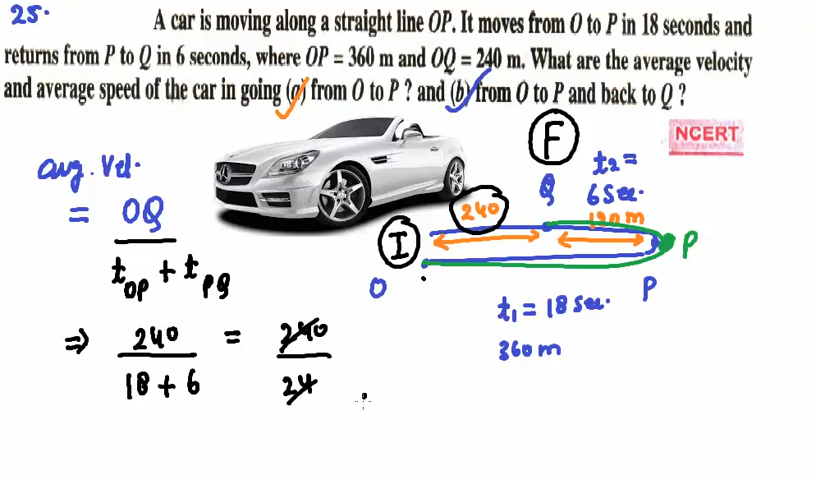 25.
A car is moving along a straight line OP. It moves from O to P in 18 seconds and
returns from P to Q in 6 seconds, where OP = 360 m and OQ = 240 m. What are the average velocity
and average speed of the car in going (a) from O to P ? and (b) from O to P and back to Q ?
NCERT
avg. Vel.
= OQ
t_OP + t_PQ
⇒ 240 = 240
18 + 6 24
F
t2 =
6 Sec.
Q
240
120 m
I
P
O
P
t1 = 18 Sec.
360 m